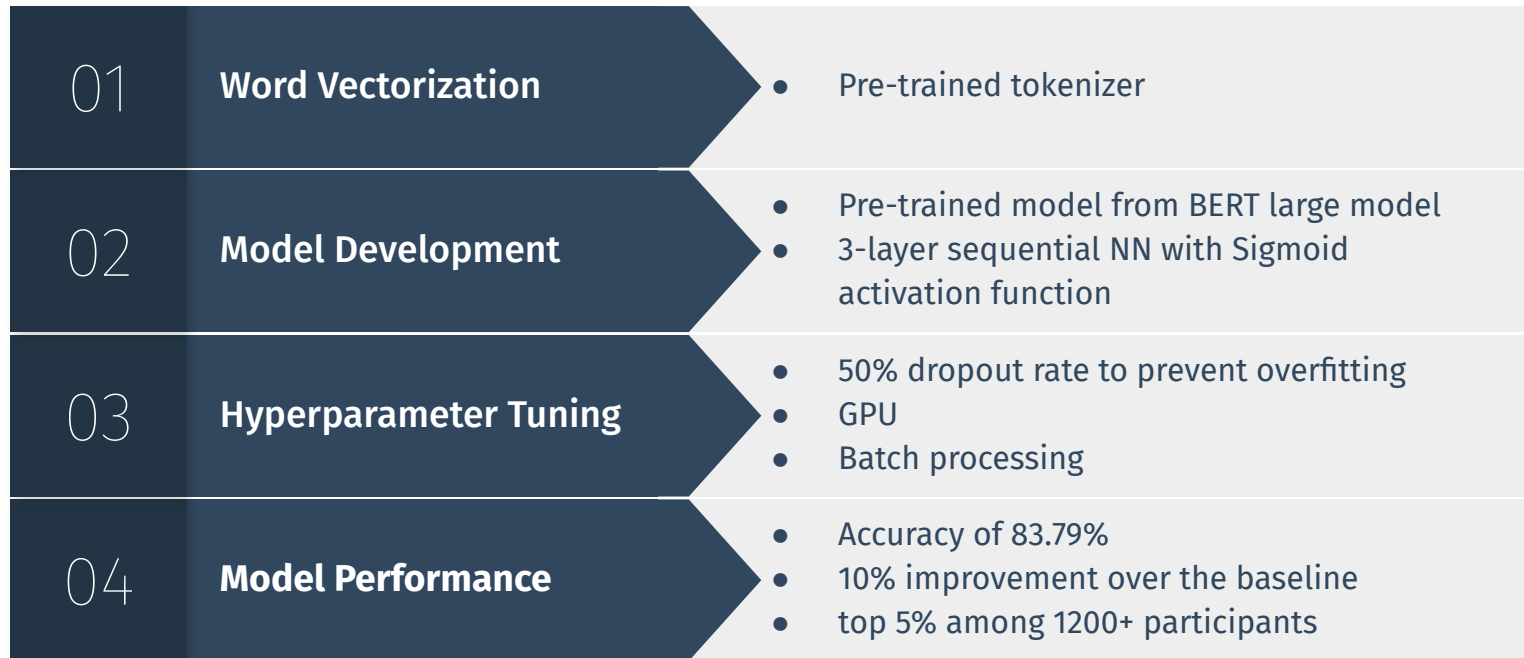 01
Word Vectorization
• Pre-trained tokenizer
02
Model Development
• Pre-trained model from BERT large model
• 3-layer sequential NN with Sigmoid
activation function
03
Hyperparameter Tuning
• 50% dropout rate to prevent overfitting
• GPU
• Batch processing
04
Model Performance
• Accuracy of 83.79%
• 10% improvement over the baseline
• top 5% among 1200+ participants